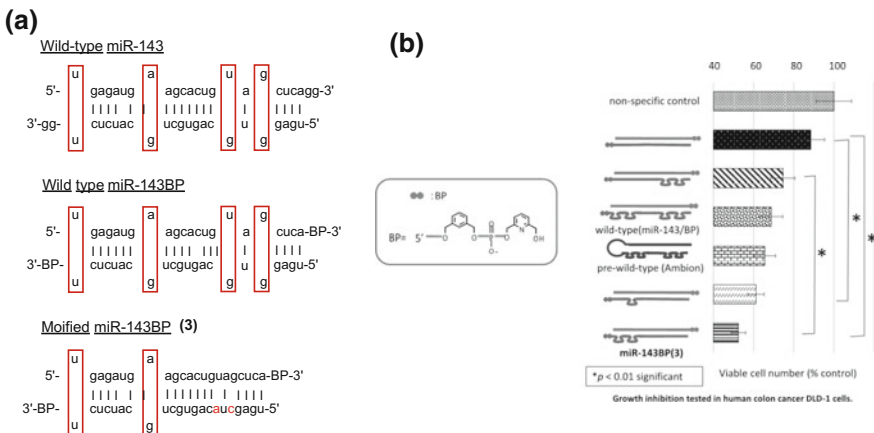 (a)
Wild-type miR-143
u a u g
5'- gagaug agcacug a cucagg-3'
3'-gg- cucuac ucgugac u gagu-5'
u g g g
Wild type miR-143BP
u a u g
5'- gagaug agcacug a cuca-BP-3'
3'-BP- cucuac ucgugac u gagu-5'
u g g g
Moified miR-143BP (3)
u a
5'- gagaug agcacuguagcuca-BP-3'
3'-BP- cucuac ucgugacaucgagu-5'
u g
(b)
: BP
BP= 5' O O P O O O- N OH
40 60 80 100
non-specific control
wild-type(miR-143/BP)
pre-wild-type (Ambion)
miR-143BP(3)
* * *
*p < 0.01 significant
Viable cell number (% control)
Growth inhibition tested in human colon cancer DLD-1 cells.